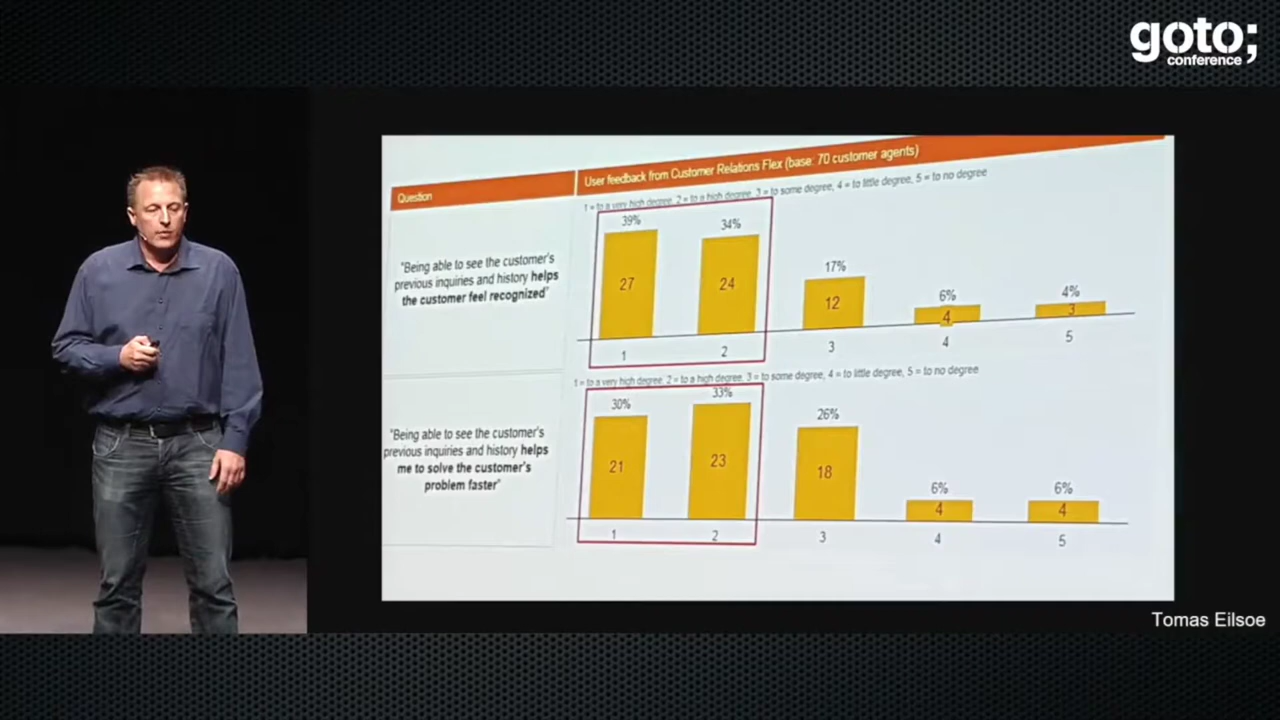 goto;
conference
Question
User feedback from Customer Relations Flex (base: 70 customer agents)
1 = to a very high degree, 2 = to a high degree, 3 = to some degree, 4 = to little degree, 5 = to no degree
"Being able to see the customer's
previous inquiries and history helps
the customer feel recognized"
39% 34% 17% 6% 4%
27 24 12 4 3
1 2 3 4 5
1 = to a very high degree, 2 = to a high degree, 3 = to some degree, 4 = to little degree, 5 = to no degree
"Being able to see the customer's
previous inquiries and history helps
me to solve the customer's
problem faster"
30% 33% 26% 6% 6%
21 23 18 4 4
1 2 3 4 5
Tomas Eilsoe